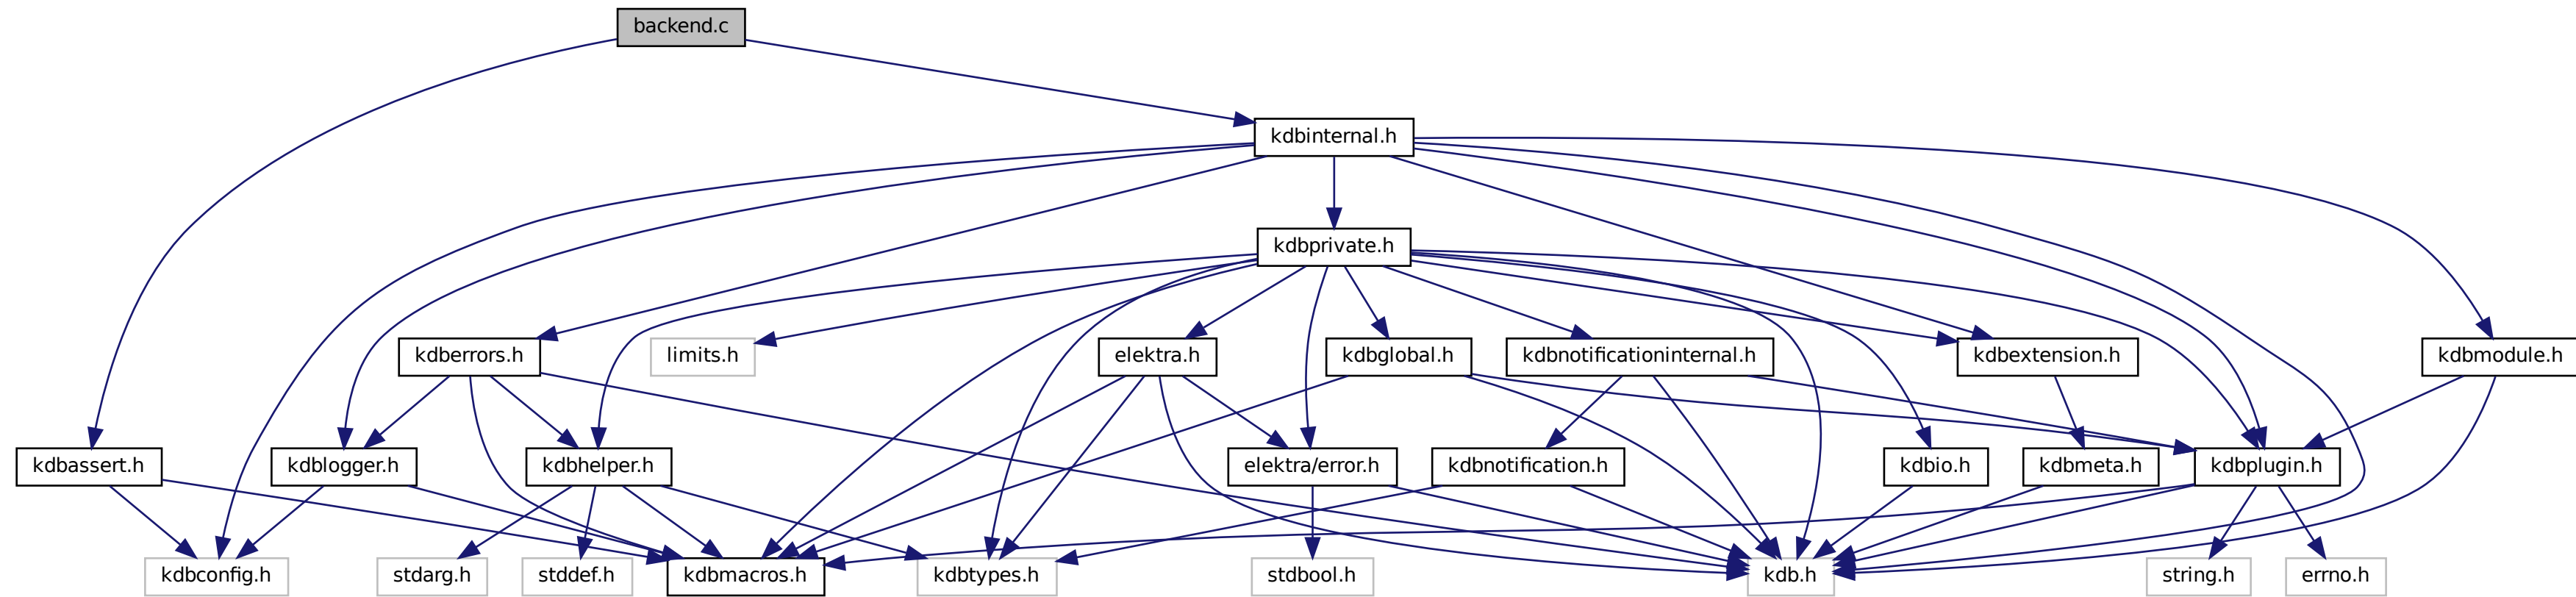 backend.c
kdbinternal.h
kdbprivate.h
kdberrors.h
limits.h
elektra.h
kdbglobal.h
kdbnotificationinternal.h
kdbextension.h
kdbmodule.h
kdbassert.h
kdblogger.h
kdbhelper.h
elektra/error.h
kdbnotification.h
kdbio.h
kdbmeta.h
kdbplugin.h
kdbconfig.h
stdarg.h
stddef.h
kdbmacros.h
kdbtypes.h
stdbool.h
kdb.h
string.h
errno.h